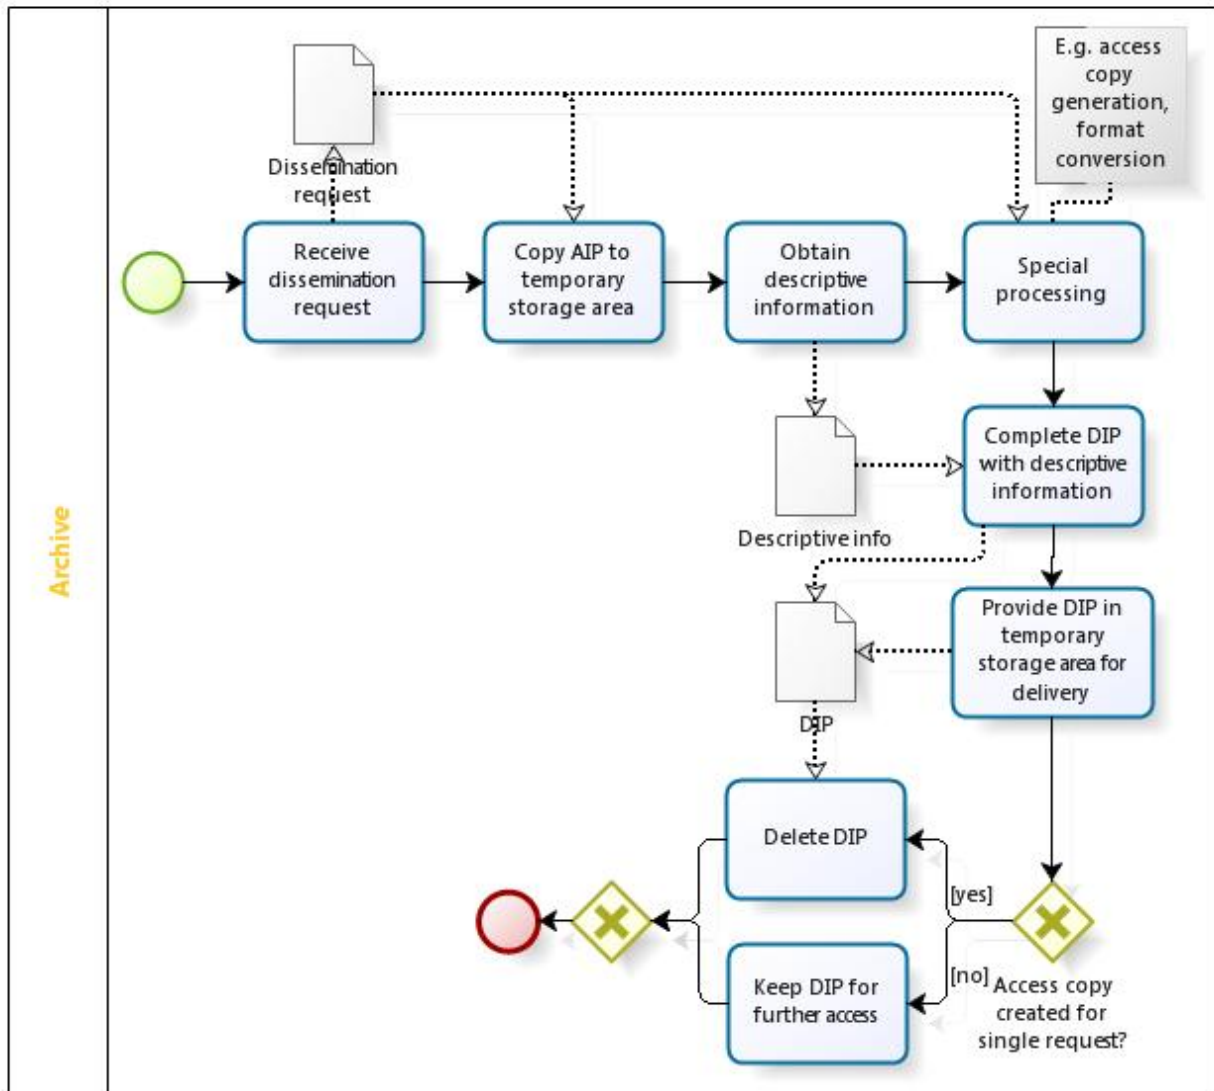 Archive
E.g. access
copy
generation,
format
conversion
Dissemination
request
Receive
dissemination
request
Copy AIP to
temporary
storage area
Obtain
descriptive
information
Special
processing
Complete DIP
with descriptive
information
Descriptive info
Provide DIP in
temporary
storage area for
delivery
DIP
Delete DIP
[yes]
[no]
Keep DIP for
further access
Access copy
created for
single request?